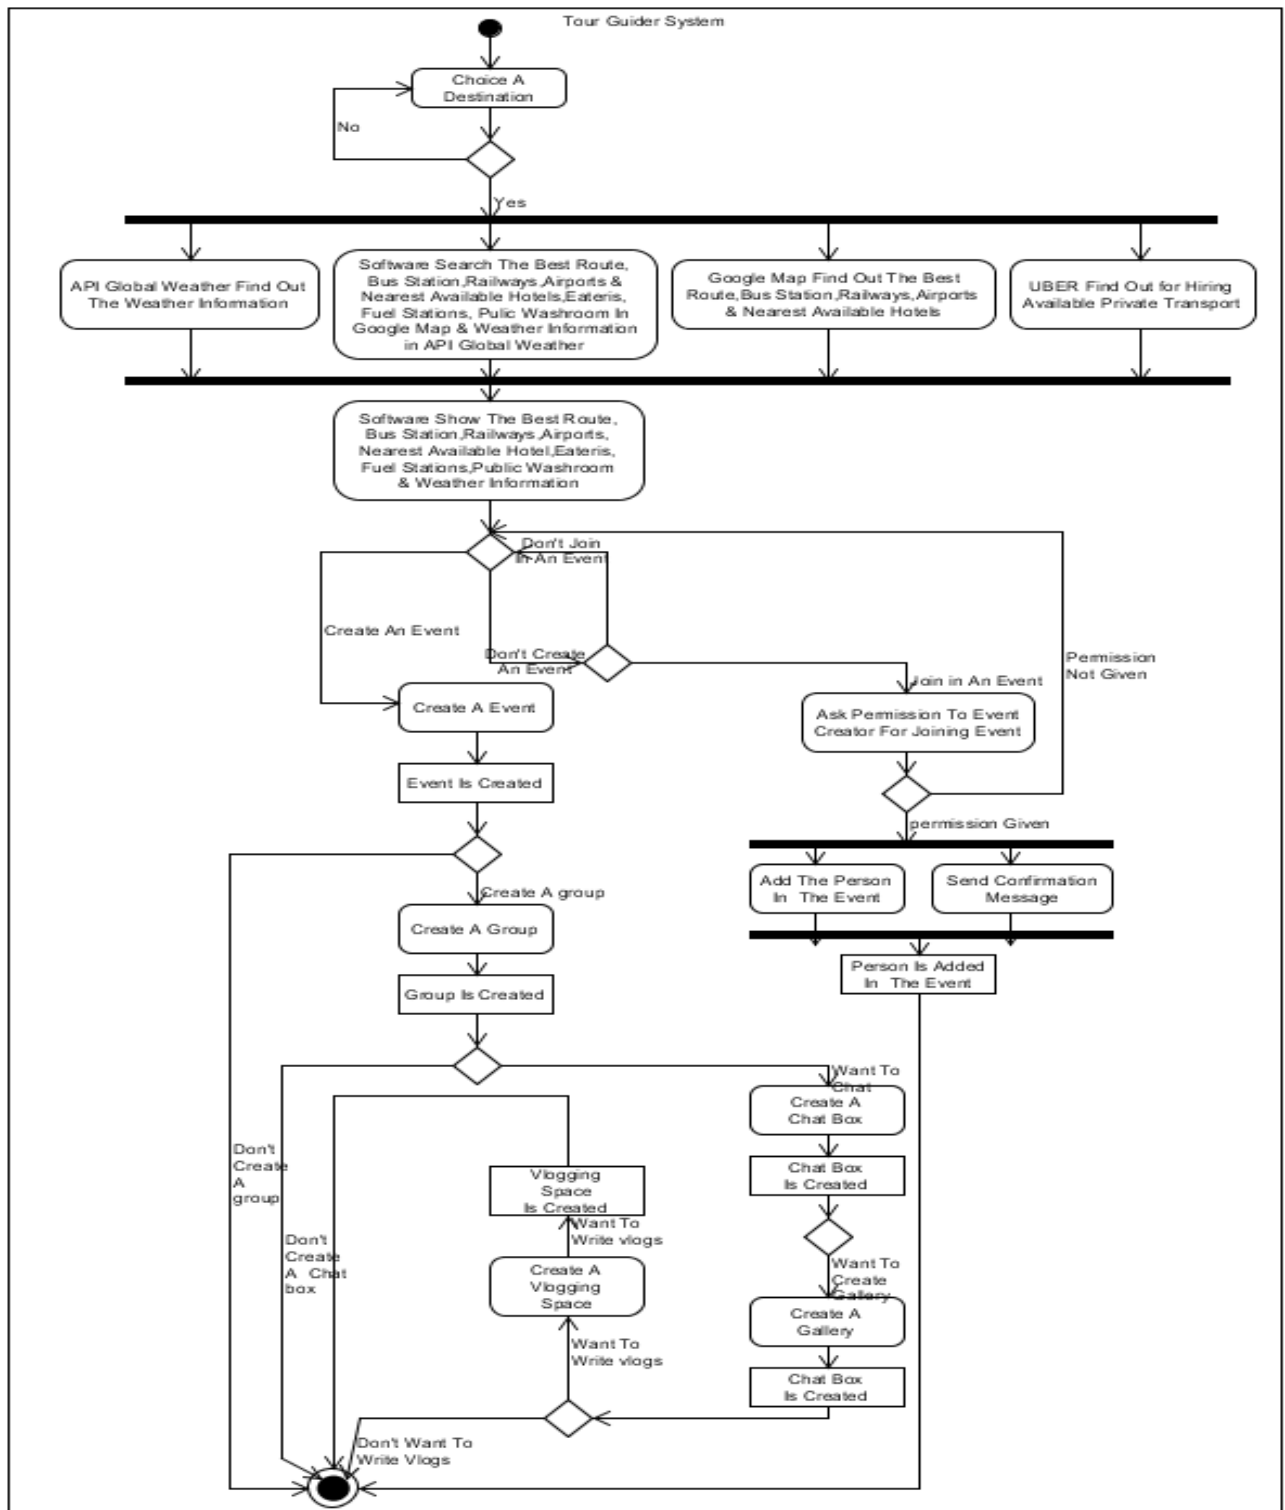 Tour Guider System
Choice A
Destination
No
Yes
API Global Weather Find Out
The Weather Information
Software Search The Best Route,
Bus Station,Railways,Airports &
Nearest Available Hotels,Eateris,
Fuel Stations, Pulic Washroom In
Google Map & Weather Information
in API Global Weather
Google Map Find Out The Best
Route,Bus Station,Railways,Airports
& Nearest Available Hotels
UBER Find Out for Hiring
Available Private Transport
Software Show The Best Route,
Bus Station,Railways,Airports,
Nearest Available Hotel,Eateris,
Fuel Stations,Public Washroom
& Weather Information
Don't Join
In An Event
Create An Event
Don't Create
An Event
Permission
Not Given
Join in An Event
Create A Event
Ask Permission To Event
Creator For Joining Event
Event Is Created
permission Given
Add The Person
In The Event
Send Confirmation
Message
Create A group
Create A Group
Person Is Added
In The Event
Group Is Created
Want To
Chat
Create A
Chat Box
Don't
Create
A
group
Vlogging
Space
Is Created
Chat Box
Is Created
Want To
Write vlogs
Don't
Create
A Chat
box
Create A
Vlogging
Space
Want To
Create
Gallery
Create A
Gallery
Want To
Write vlogs
Chat Box
Is Created
Don't Want To
Write Vlogs